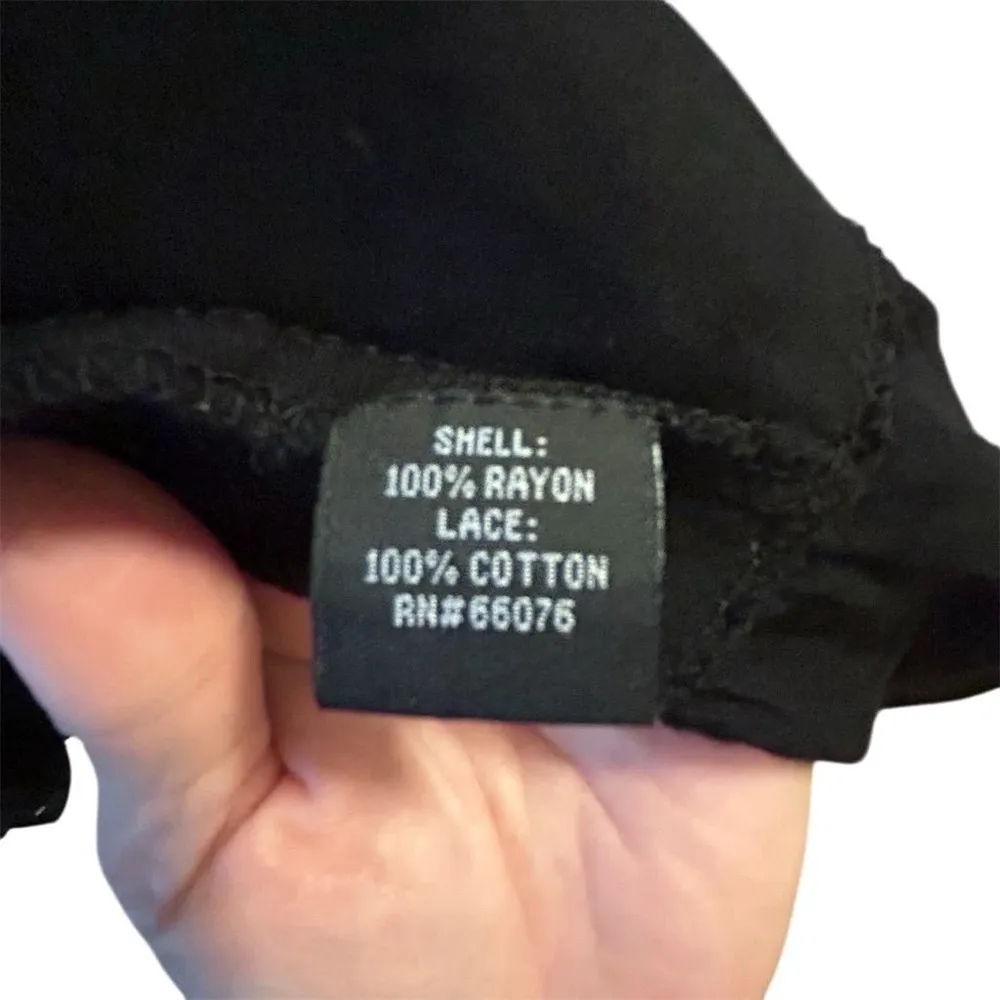 SHELL:
100% RAYON
LACE:
100% COTTON
RN#66076